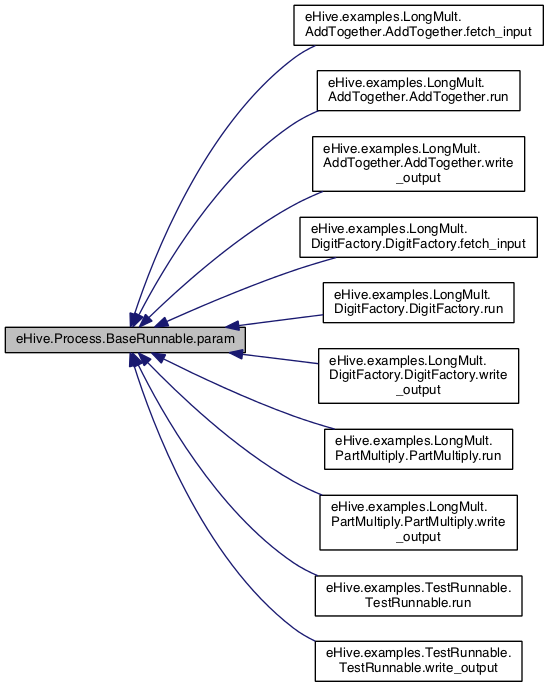 eHive.examples.LongMult.
AddTogether.AddTogether.fetch_input
eHive.examples.LongMult.
AddTogether.AddTogether.run
eHive.examples.LongMult.
AddTogether.AddTogether.write
_output
eHive.examples.LongMult.
DigitFactory.DigitFactory.fetch_input
eHive.examples.LongMult.
DigitFactory.DigitFactory.run
eHive.Process.BaseRunnable.param
eHive.examples.LongMult.
DigitFactory.DigitFactory.write
_output
eHive.examples.LongMult.
PartMultiply.PartMultiply.run
eHive.examples.LongMult.
PartMultiply.PartMultiply.write
_output
eHive.examples.TestRunnable.
TestRunnable.run
eHive.examples.TestRunnable.
TestRunnable.write_output